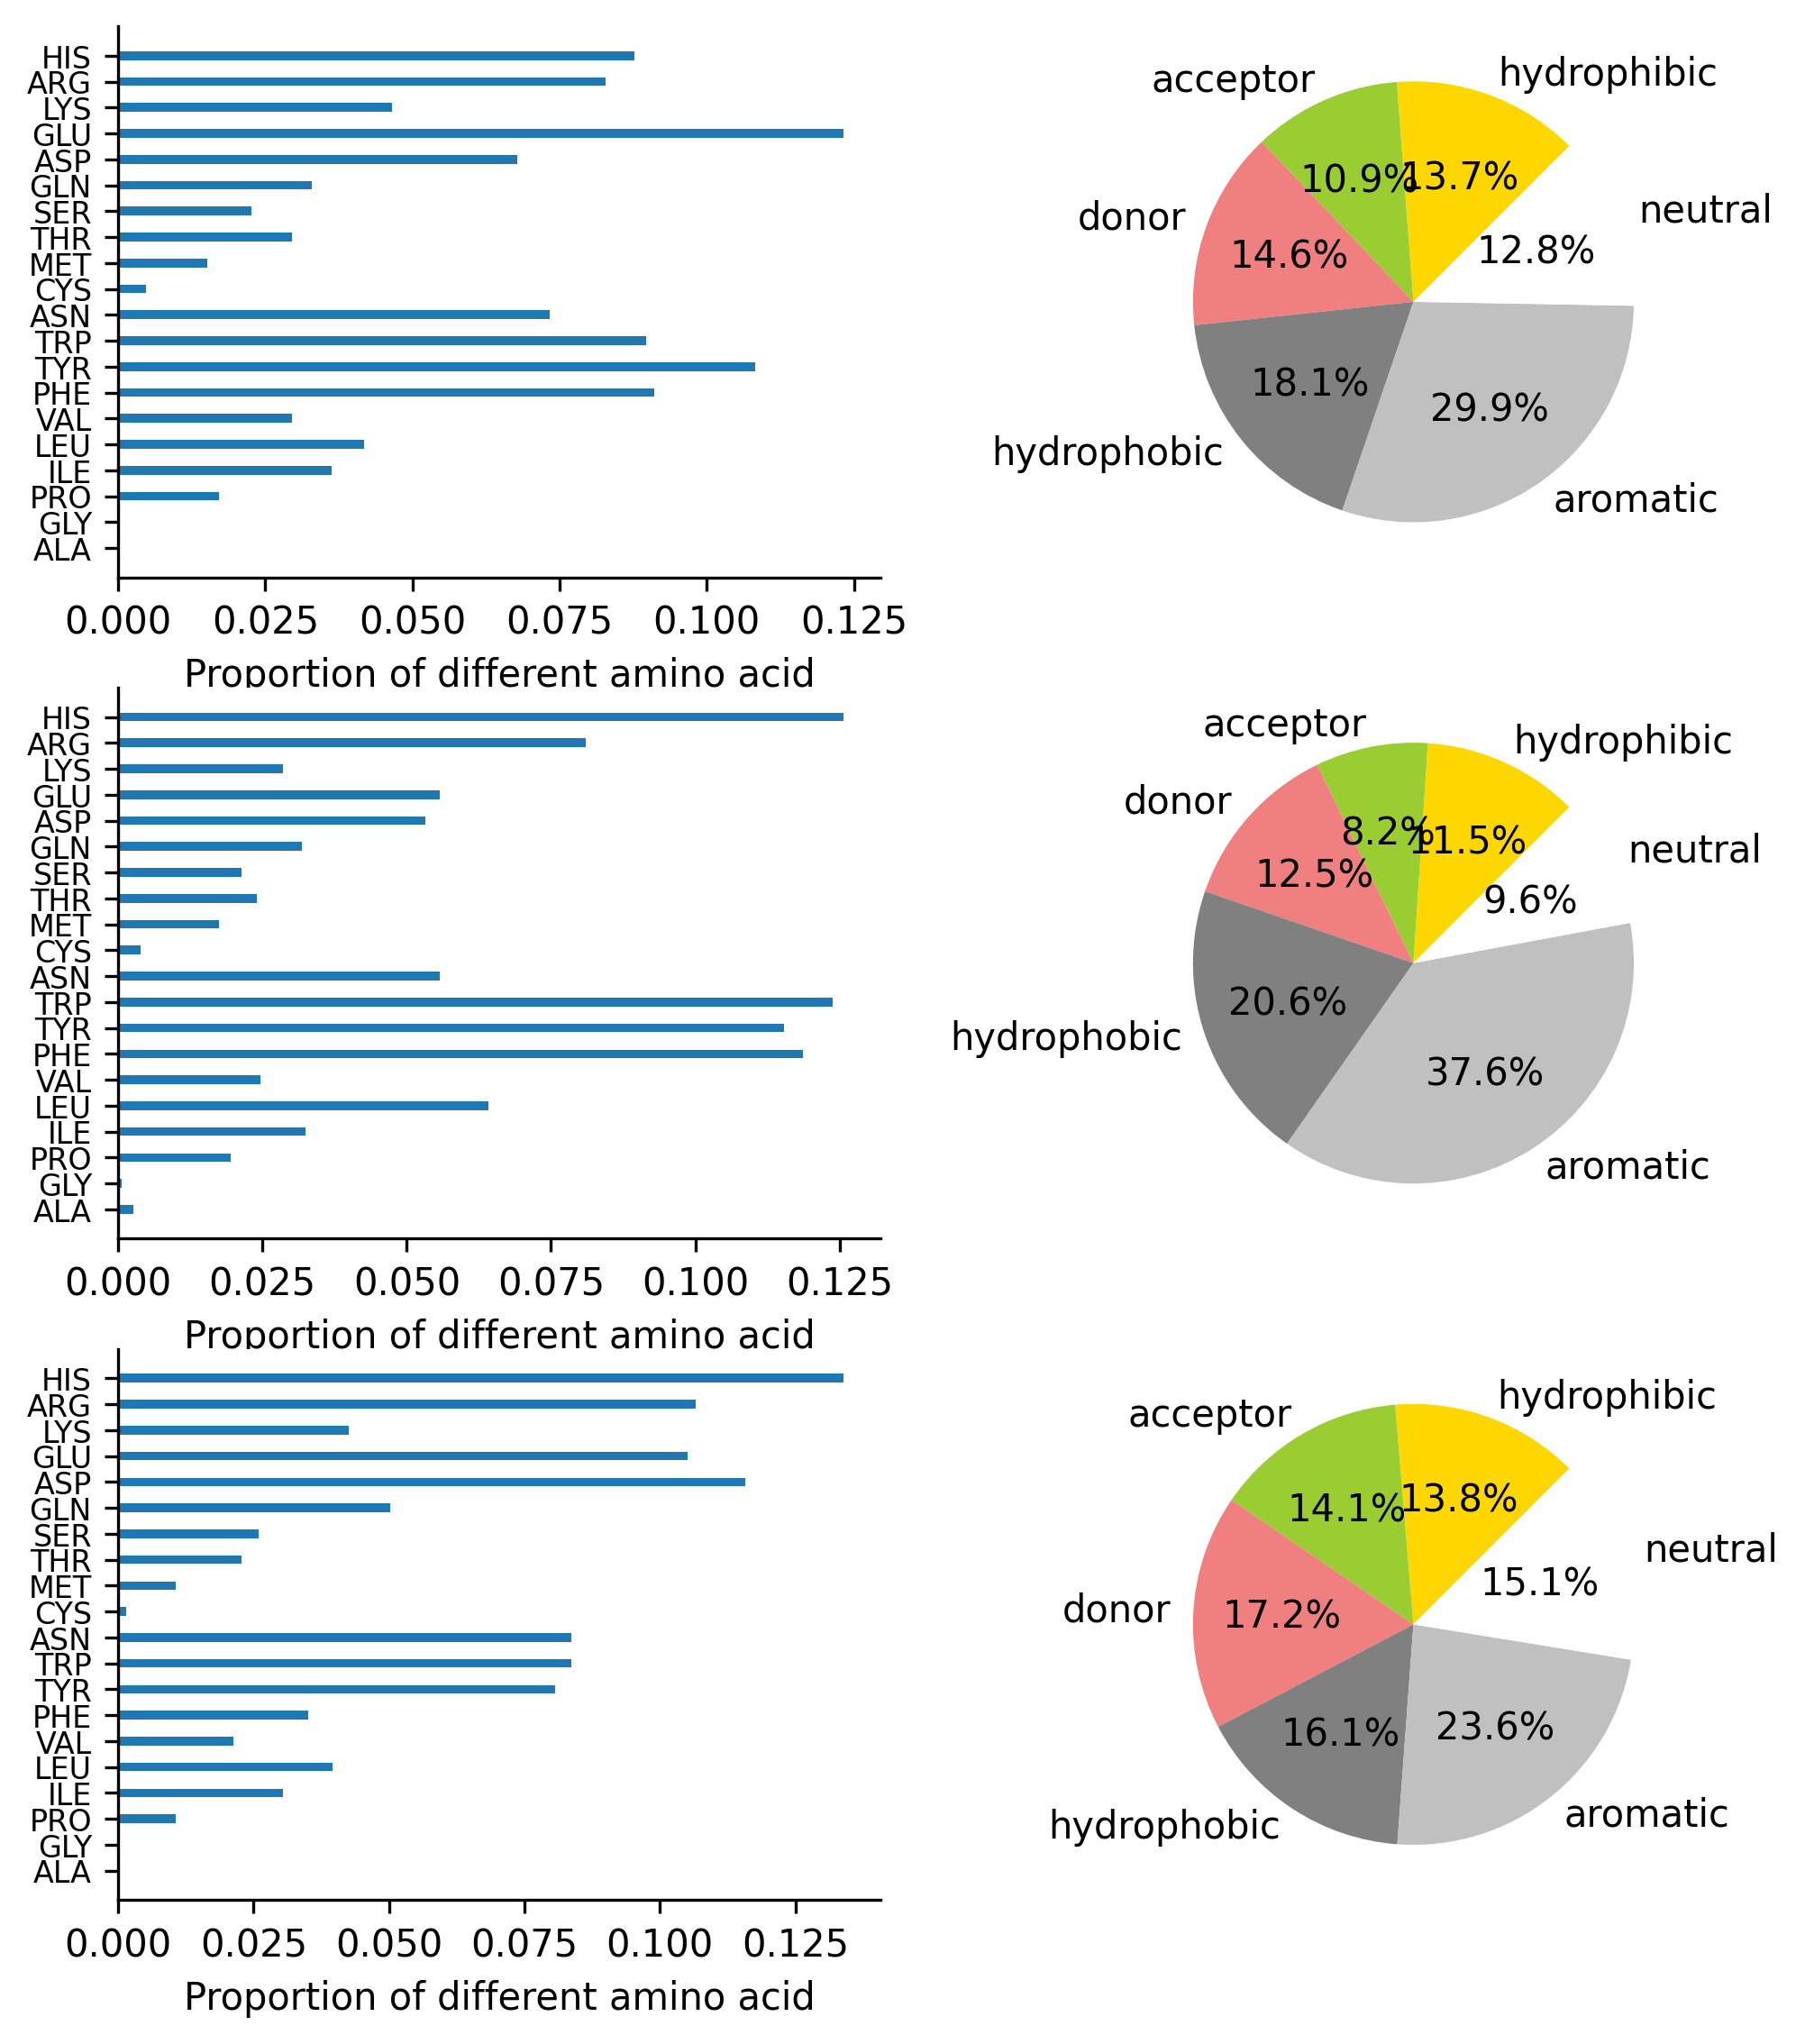 HIS
ARG
LYS
GLU
ASP
GLN
SER
THR
MET
CYS
ASN
TRP
TYR
PHE
VAL
LEU
ILE
PRO
GLY
ALA
0.000 0.025 0.050 0.075 0.100 0.125
Proportion of different amino acid
hydrophibic
acceptor
donor
hydrophobic
aromatic
neutral
13.7%
10.9%
14.6%
18.1%
29.9%
12.8%
HIS
ARG
LYS
GLU
ASP
GLN
SER
THR
MET
CYS
ASN
TRP
TYR
PHE
VAL
LEU
ILE
PRO
GLY
ALA
0.000 0.025 0.050 0.075 0.100 0.125
Proportion of different amino acid
hydrophibic
acceptor
donor
hydrophobic
aromatic
neutral
11.5%
8.2%
12.5%
20.6%
37.6%
9.6%
HIS
ARG
LYS
GLU
ASP
GLN
SER
THR
MET
CYS
ASN
TRP
TYR
PHE
VAL
LEU
ILE
PRO
GLY
ALA
0.000 0.025 0.050 0.075 0.100 0.125
Proportion of different amino acid
hydrophibic
acceptor
donor
hydrophobic
aromatic
neutral
13.8%
14.1%
17.2%
16.1%
23.6%
15.1%